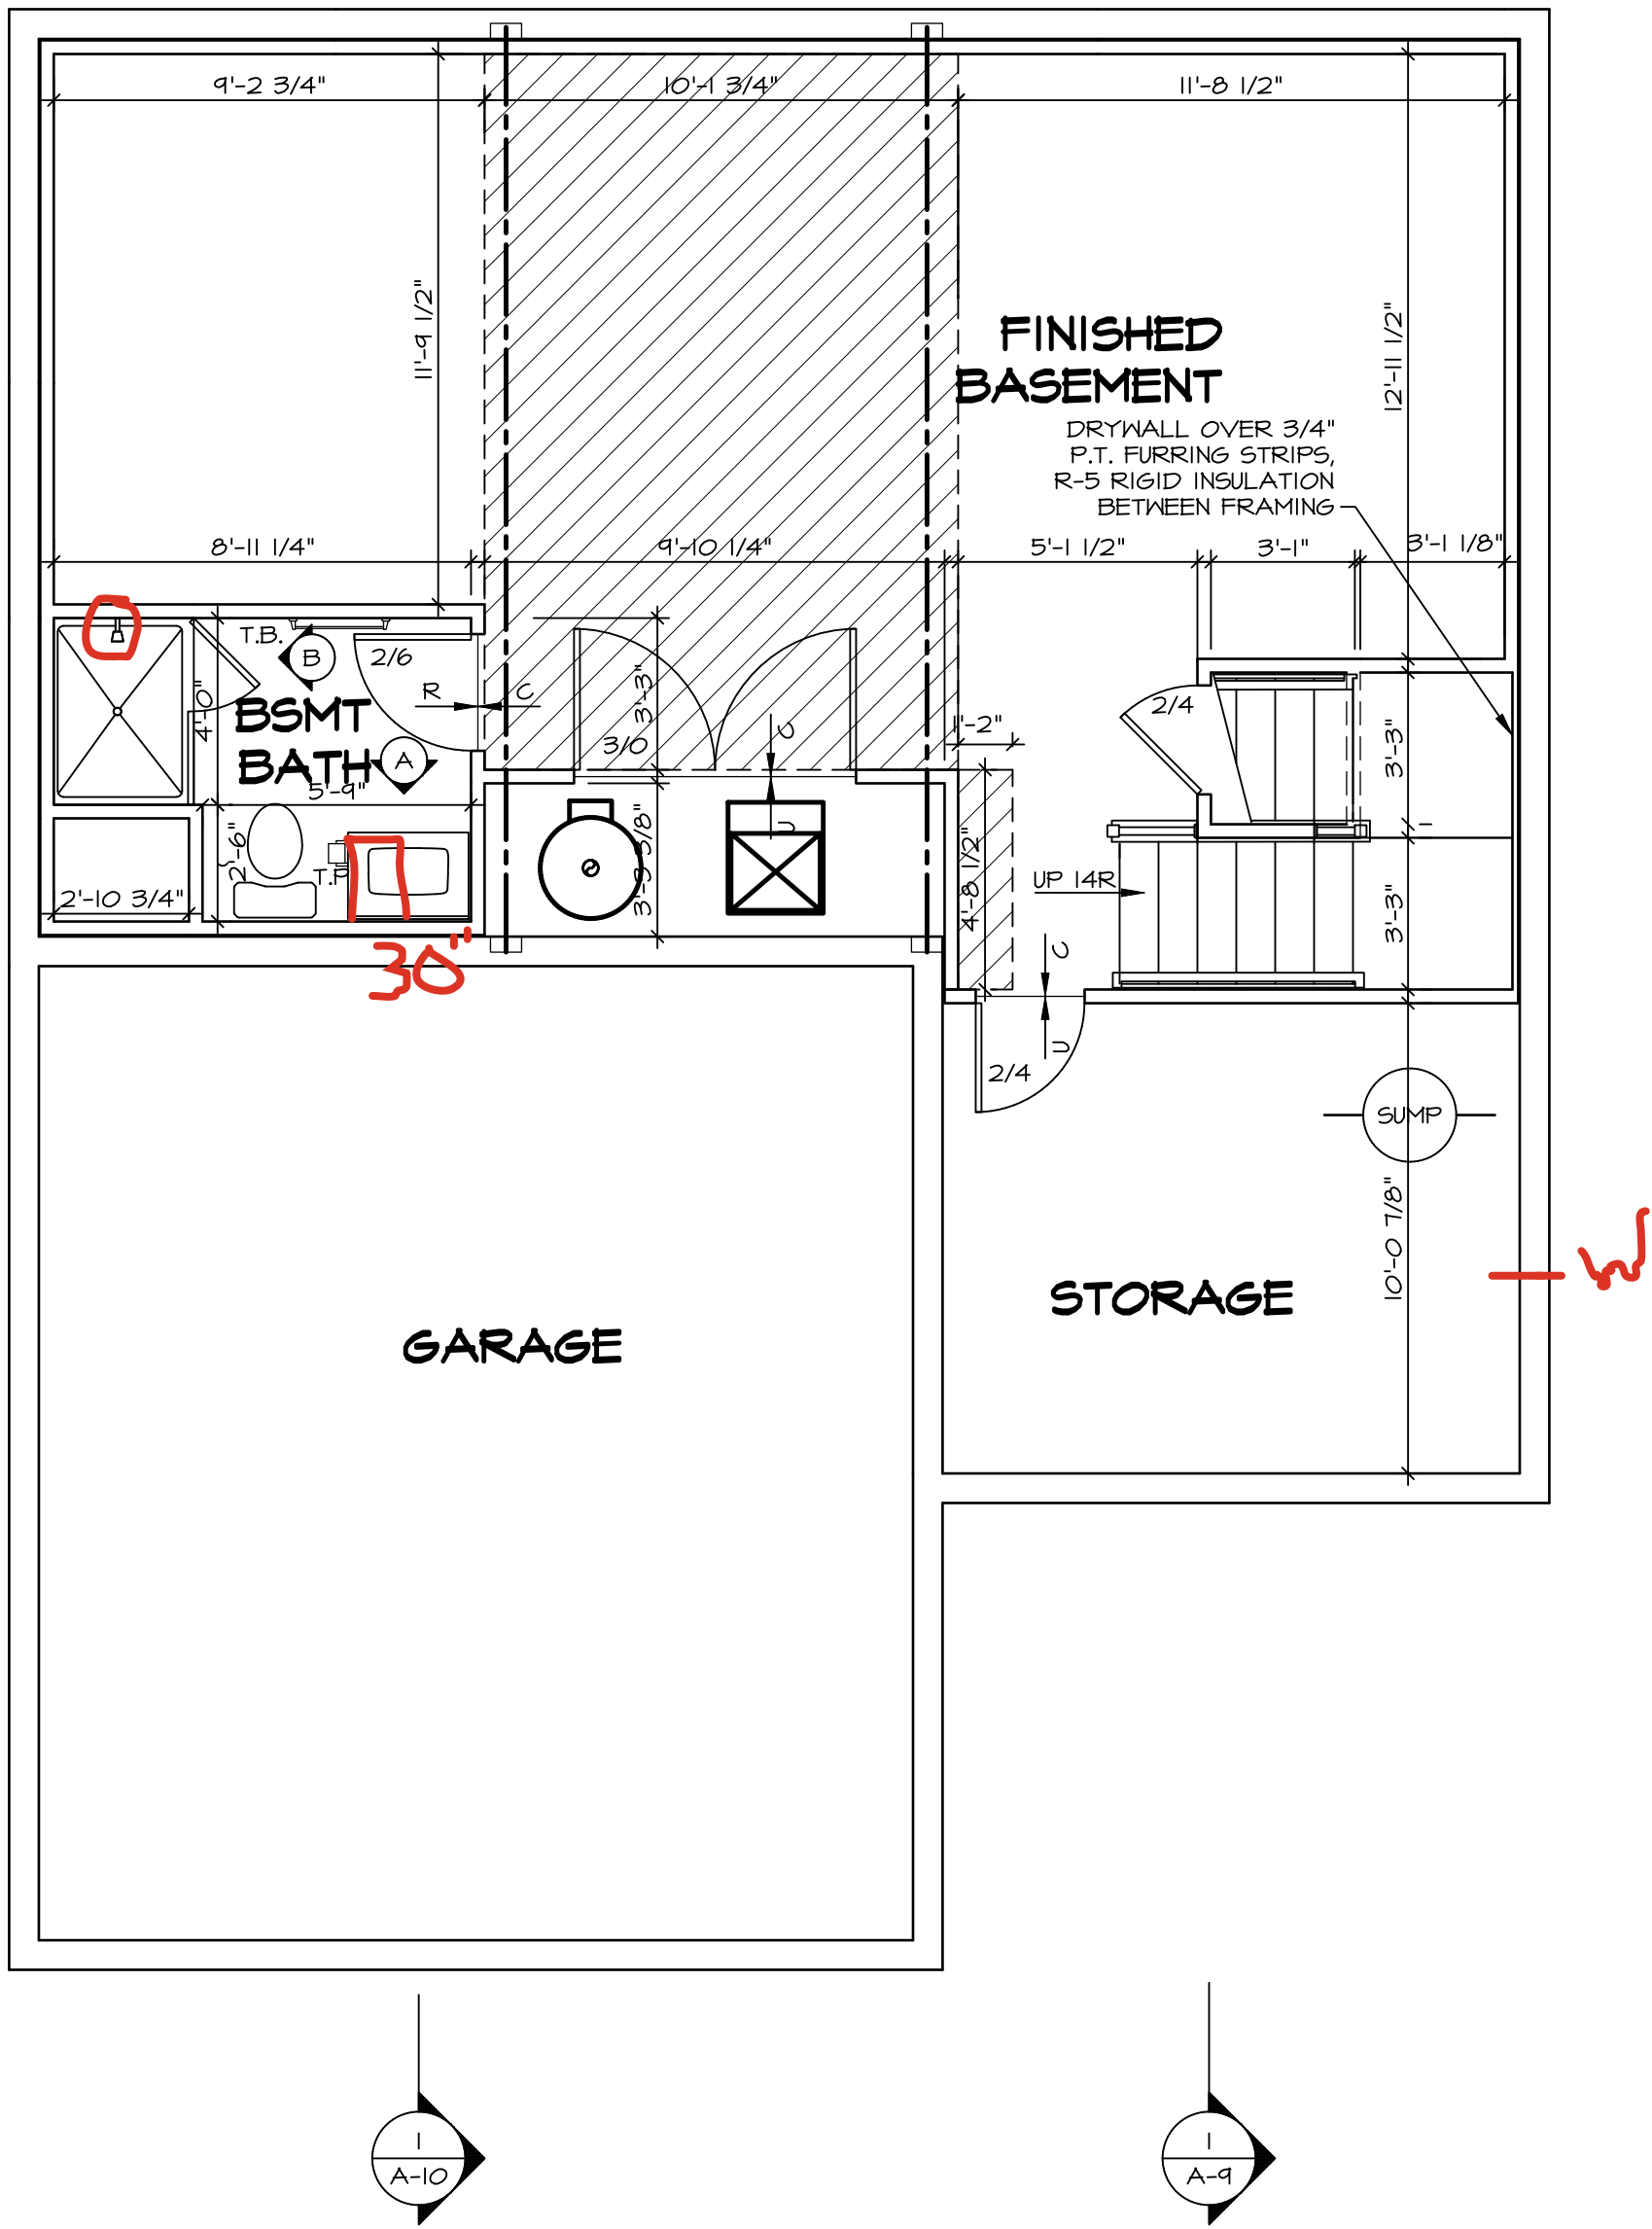 9'-2 3/4"
10'-1 3/4"
11'-8 1/2"
11'-9 1/2"
12'-11 1/2"
FINISHED
BASEMENT
DRYWALL OVER 3/4"
P.T. FURRING STRIPS,
R-5 RIGID INSULATION
BETWEEN FRAMING
8'-11 1/4"
9'-10 1/4"
5'-1 1/2"
3'-1"
3'-1 1/8"
T.B.
B
2/6
R
C
4'-0"
BSMT
BATH
A
5'-9"
3'-3"
3/0
C
U
1'-2"
2/4
3'-3"
2'-6"
T.P.
2'-10 3/4"
3'-3 3/8"
4'-8 1/2"
UP 14R
3'-3"
30"
C
U
2/4
SUMP
10'-0 7/8"
STORAGE
GARAGE
1
A-10
1
A-9